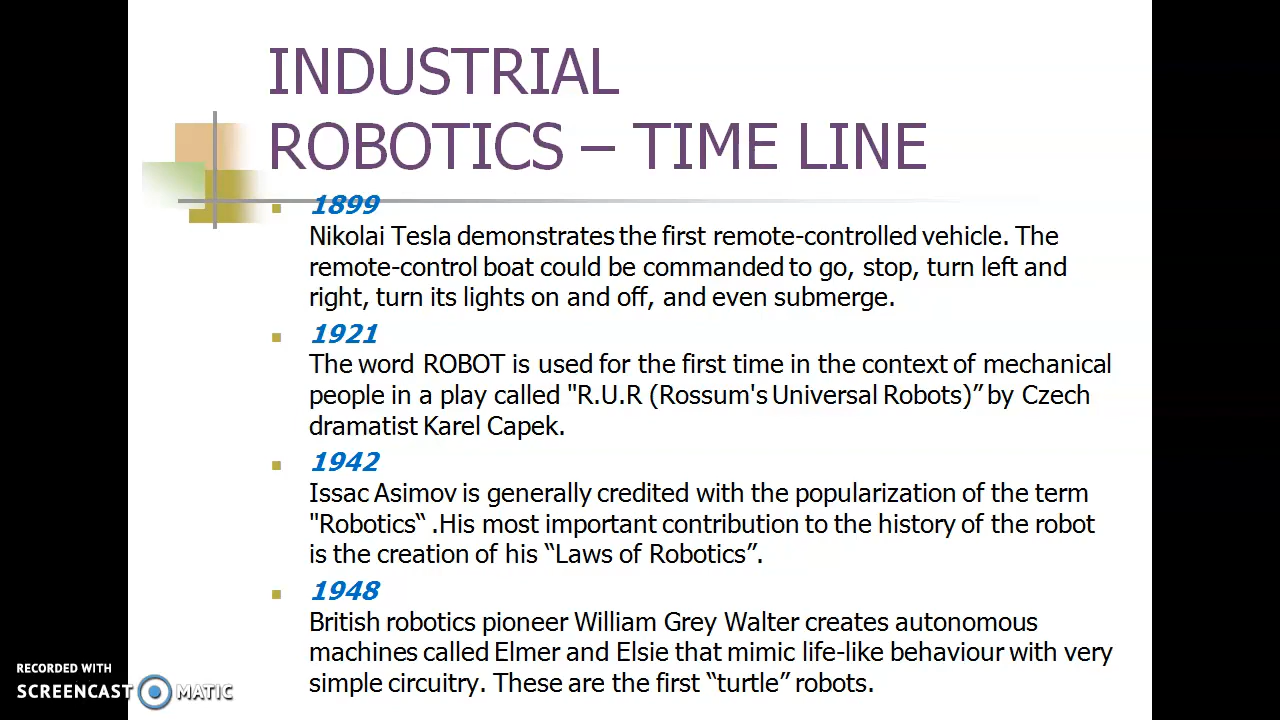 INDUSTRIAL
ROBOTICS – TIME LINE
1899
Nikolai Tesla demonstrates the first remote-controlled vehicle. The
remote-control boat could be commanded to go, stop, turn left and
right, turn its lights on and off, and even submerge.
1921
The word ROBOT is used for the first time in the context of mechanical
people in a play called "R.U.R (Rossum's Universal Robots)” by Czech
dramatist Karel Capek.
1942
Issac Asimov is generally credited with the popularization of the term
"Robotics“ .His most important contribution to the history of the robot
is the creation of his “Laws of Robotics”.
1948
British robotics pioneer William Grey Walter creates autonomous
machines called Elmer and Elsie that mimic life-like behaviour with very
simple circuitry. These are the first “turtle” robots.
RECORDED WITH
SCREENCAST MATIC